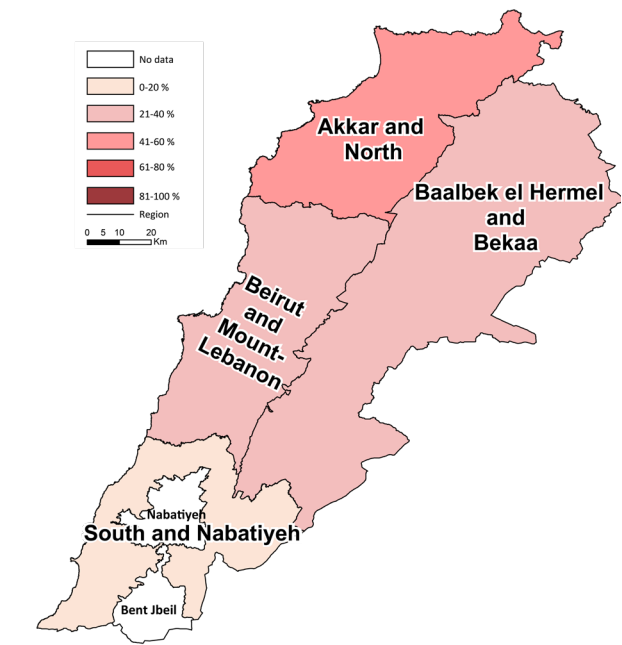 No data
0-20 %
21-40 %
41-60 %
61-80 %
81-100 %
Region
0 5 10 20
Km
Akkar and
North
Baalbek el Hermel
and
Bekaa
Beirut
and
Mount-
Lebanon
Nabatiyeh
South and Nabatiyeh
Bent Jbeil